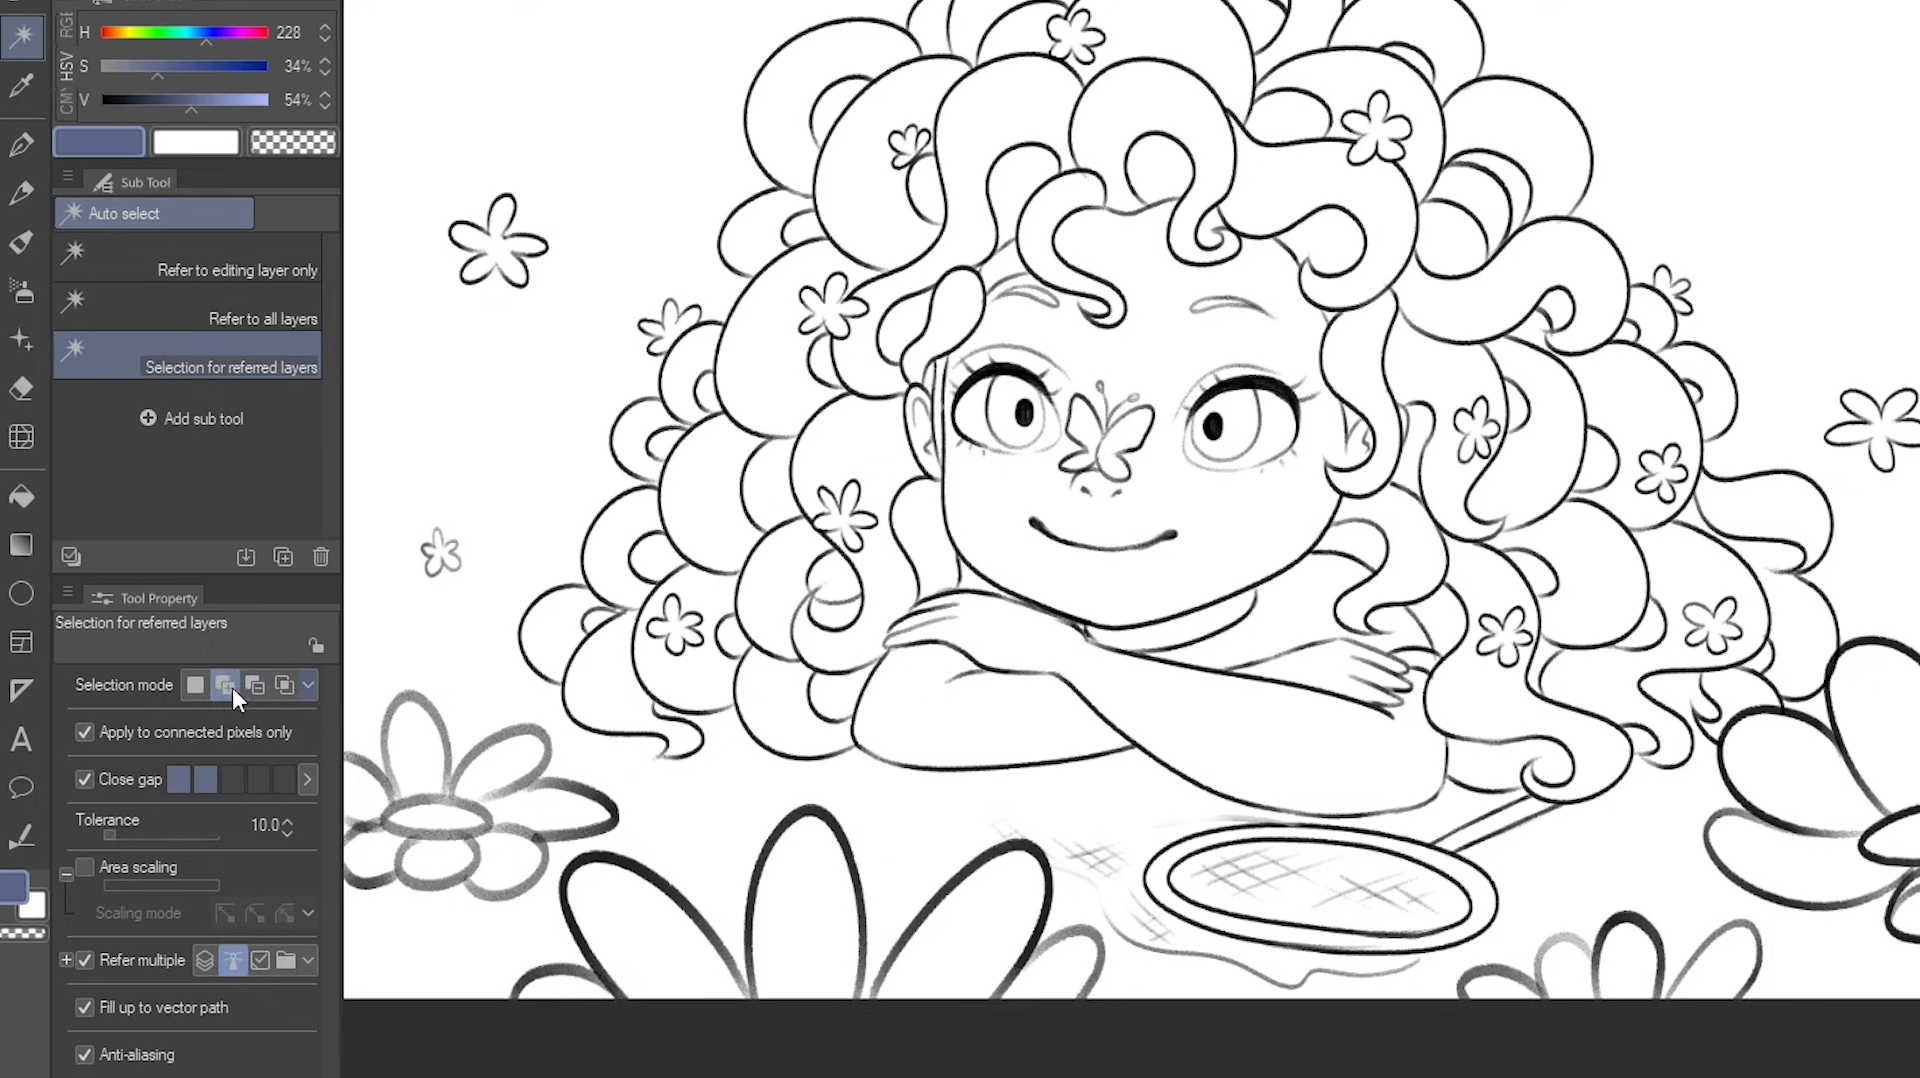 RGB
H 228
HSV
S 34%
CM
V 54%
Sub Tool
Auto select
Refer to editing layer only
Refer to all layers
Selection for referred layers
Add sub tool
Tool Property
Selection for referred layers
Selection mode
Apply to connected pixels only
Close gap
Tolerance 10.0
Area scaling
Scaling mode
Refer multiple
Fill up to vector path
Anti-aliasing